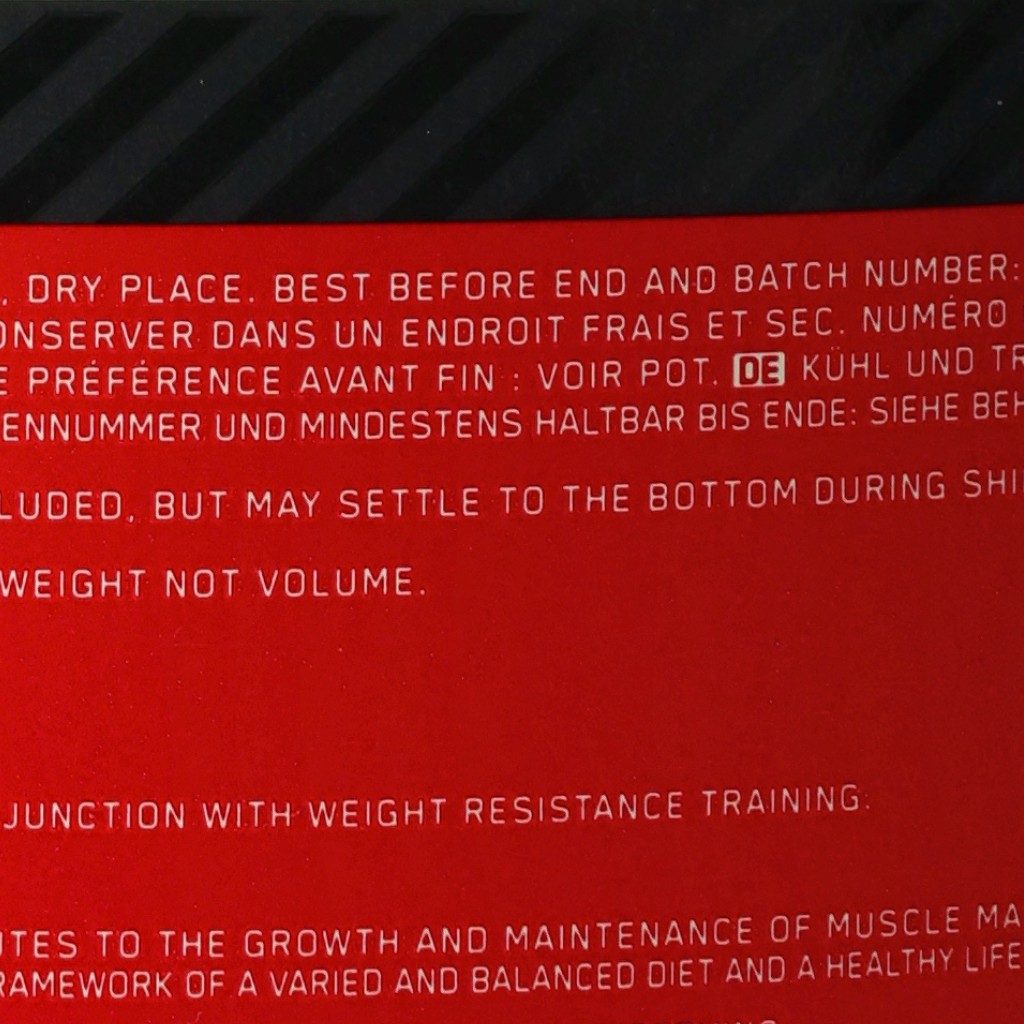 . DRY PLACE. BEST BEFORE END AND BATCH NUMBER:
ONSERVER DANS UN ENDROIT FRAIS ET SEC. NUMÉRO
E PRÉFÉRENCE AVANT FIN : VOIR POT. DE KÜHL UND TR
ENNUMMER UND MINDESTENS HALTBAR BIS ENDE: SIEHE BEH
LUDED, BUT MAY SETTLE TO THE BOTTOM DURING SHI
WEIGHT NOT VOLUME.
JUNCTION WITH WEIGHT RESISTANCE TRAINING:
UTES TO THE GROWTH AND MAINTENANCE OF MUSCLE MA
RAMEWORK OF A VARIED AND BALANCED DIET AND A HEALTHY LIFE